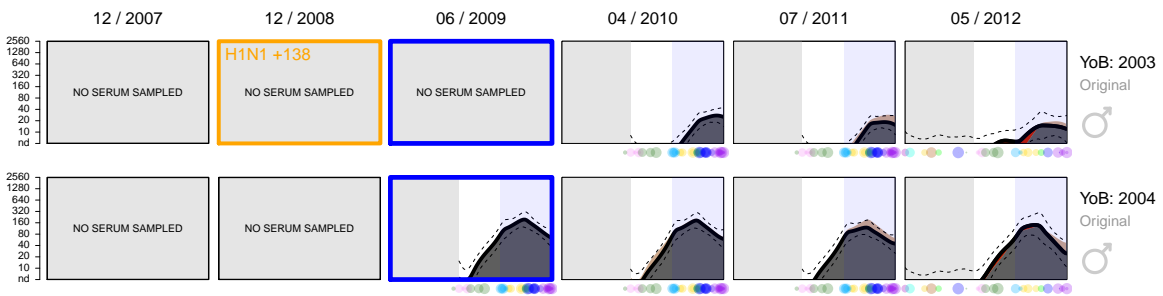 12 / 2007 12 / 2008 06 / 2009 04 / 2010 07 / 2011 05 / 2012
2560
1280
640
320
160
80
40
20
10
nd
NO SERUM SAMPLED
H1N1 +138
NO SERUM SAMPLED
NO SERUM SAMPLED
YoB: 2003
Original
♂
2560
1280
640
320
160
80
40
20
10
nd
NO SERUM SAMPLED
NO SERUM SAMPLED
YoB: 2004
Original
♂